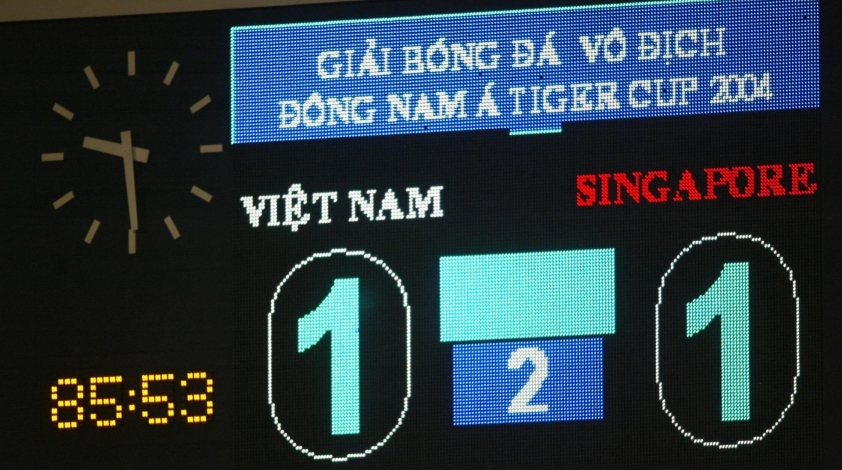 GIẢI BÓNG ĐÁ VÔ ĐỊCH
ĐÔNG NAM Á TIGER CUP 2004
VIỆT NAM SINGAPORE
1 2 1
85:53